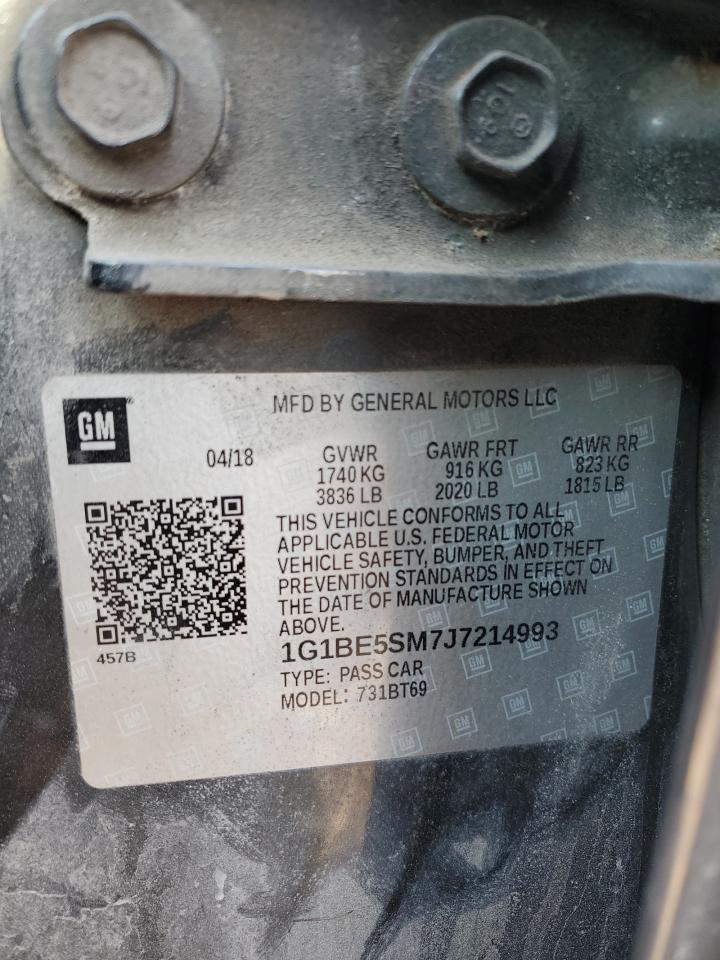 GM
MFD BY GENERAL MOTORS LLC
04/18
GVWR
1740 KG
3836 LB
GAWR FRT
916 KG
2020 LB
GAWR RR
823 KG
1815 LB
THIS VEHICLE CONFORMS TO ALL
APPLICABLE U.S. FEDERAL MOTOR
VEHICLE SAFETY, BUMPER, AND THEFT
PREVENTION STANDARDS IN EFFECT ON
THE DATE OF MANUFACTURE SHOWN
ABOVE.
457B
1G1BE5SM7J7214993
TYPE: PASS CAR
MODEL: 731BT69